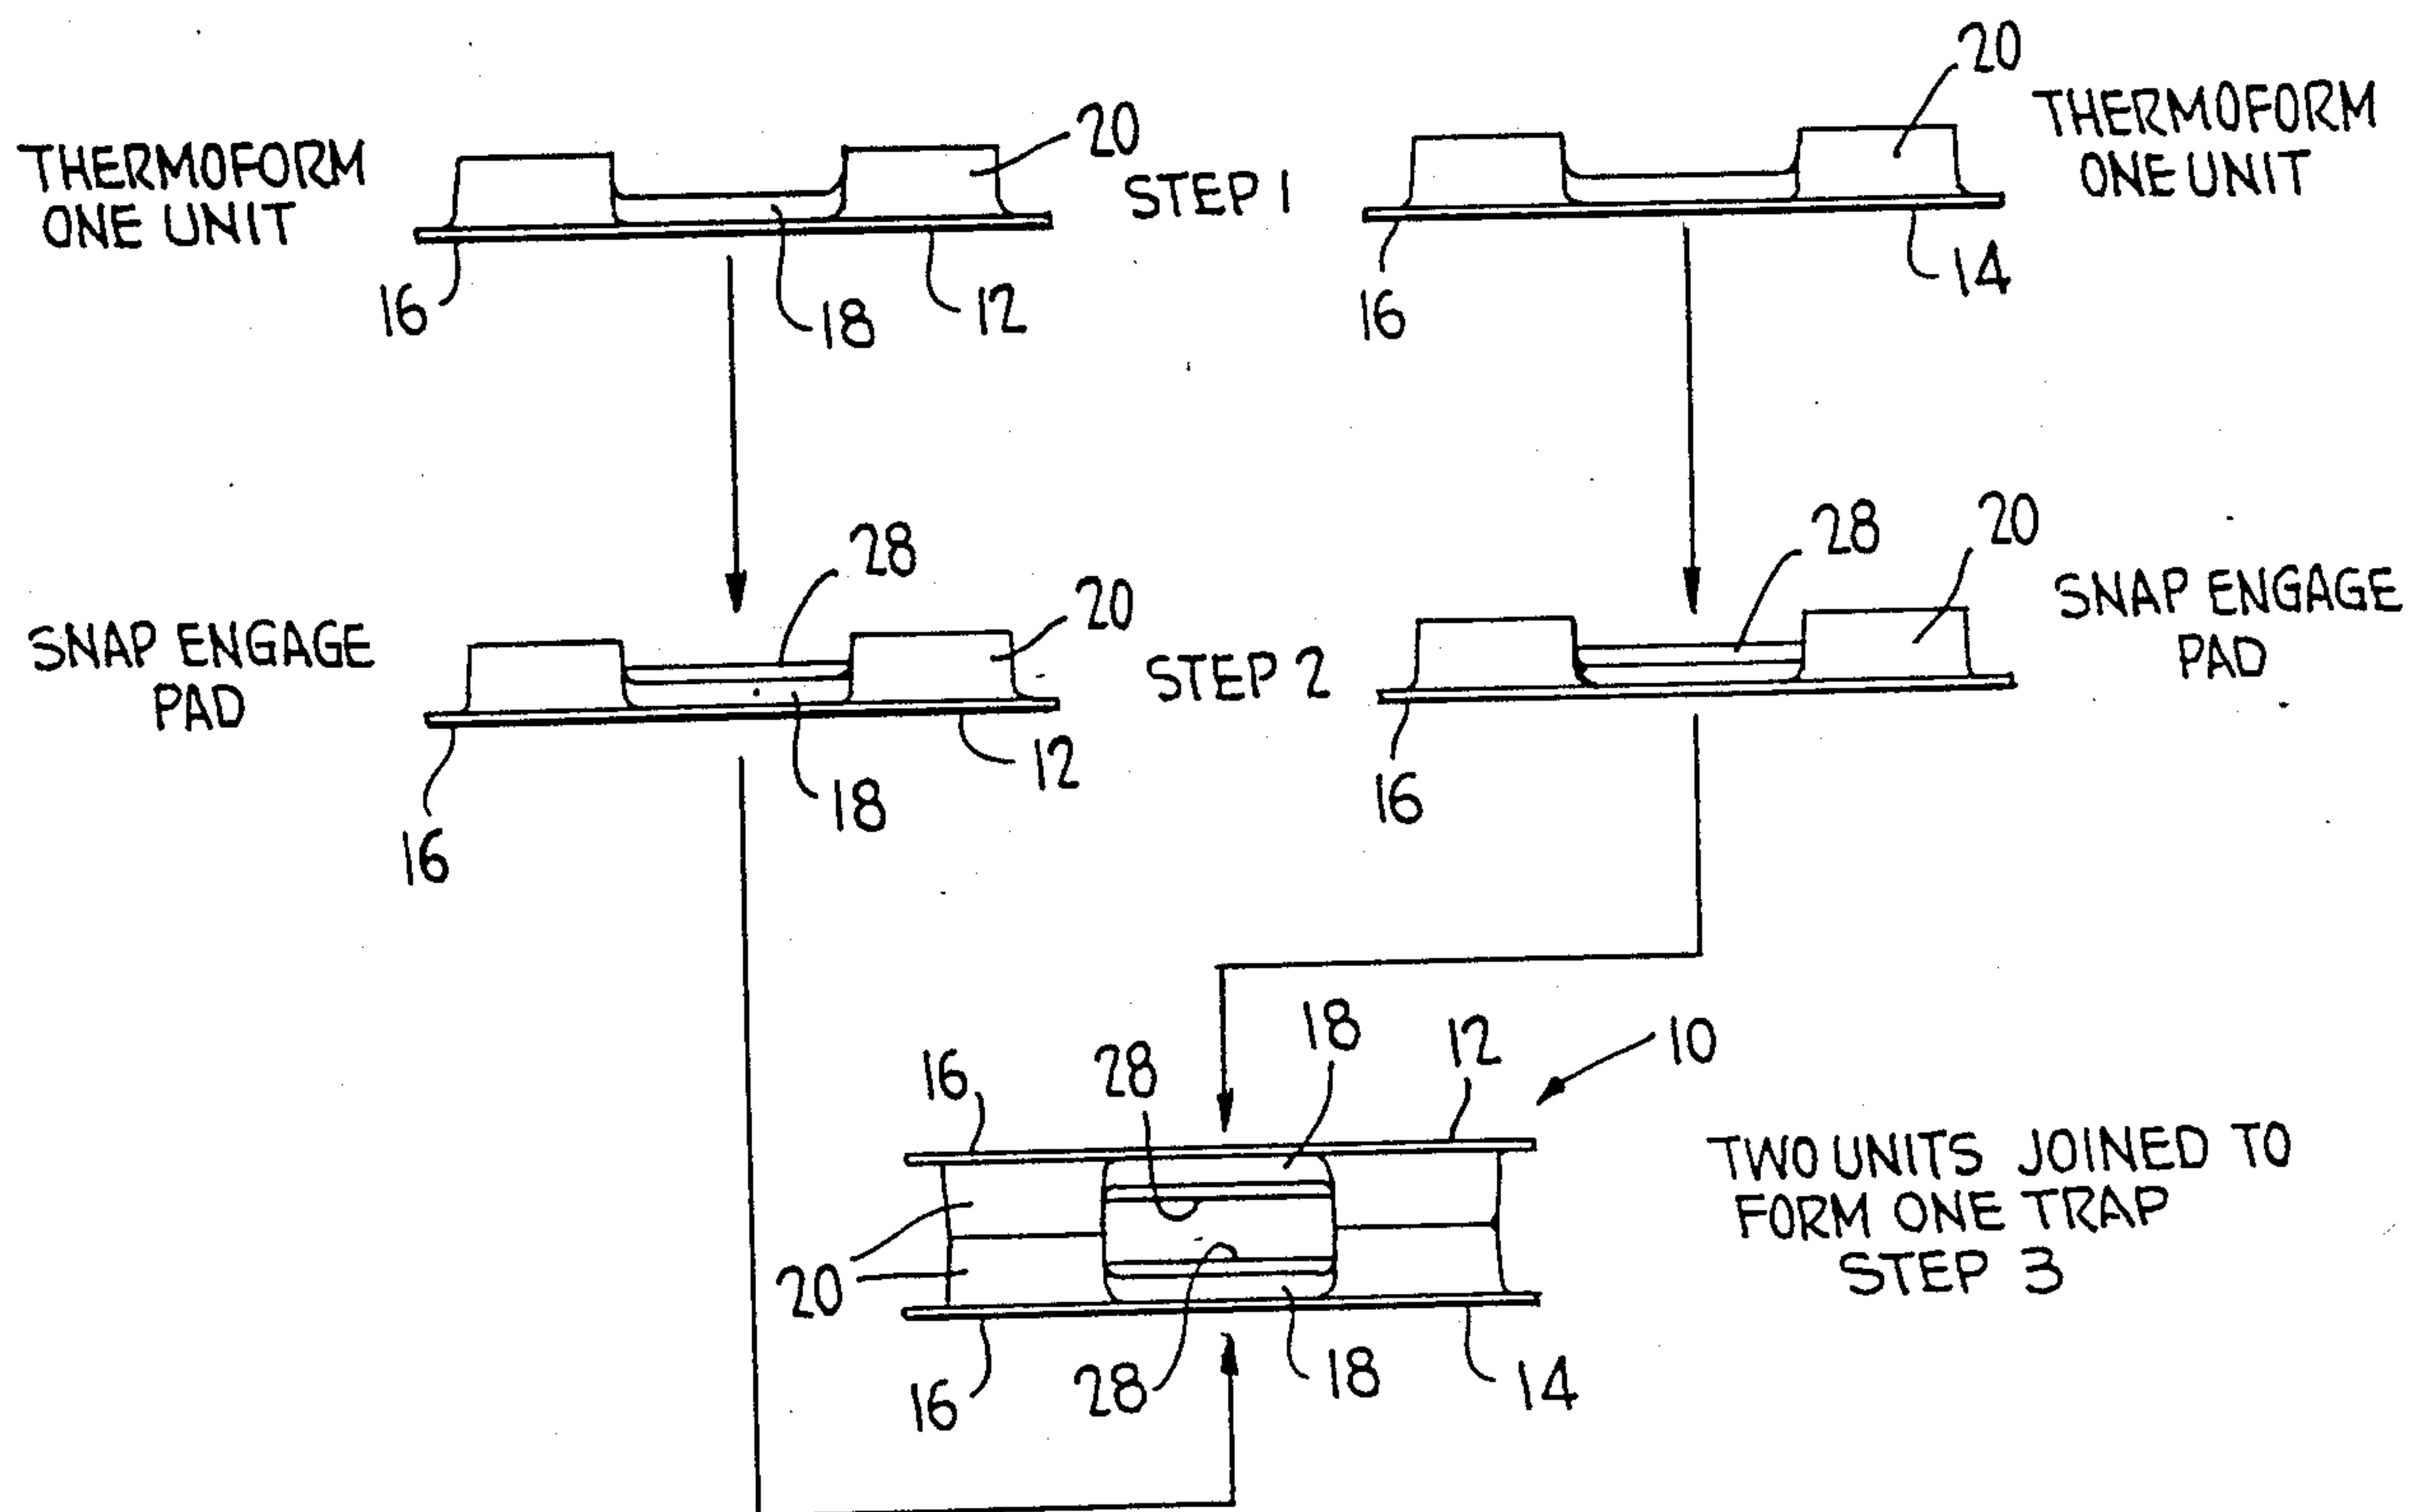 20
THERMOFORM
ONE UNIT
20
STEP 1
THERMOFORM
ONE UNIT
16
18
12
16
14
28
20
28
20
SNAP ENGAGE
PAD
STEP 2
SNAP ENGAGE
PAD
16
18
12
16
16
28
18
12
10
20
TWO UNITS JOINED TO
FORM ONE TRAP
STEP 3
16
28
18
14